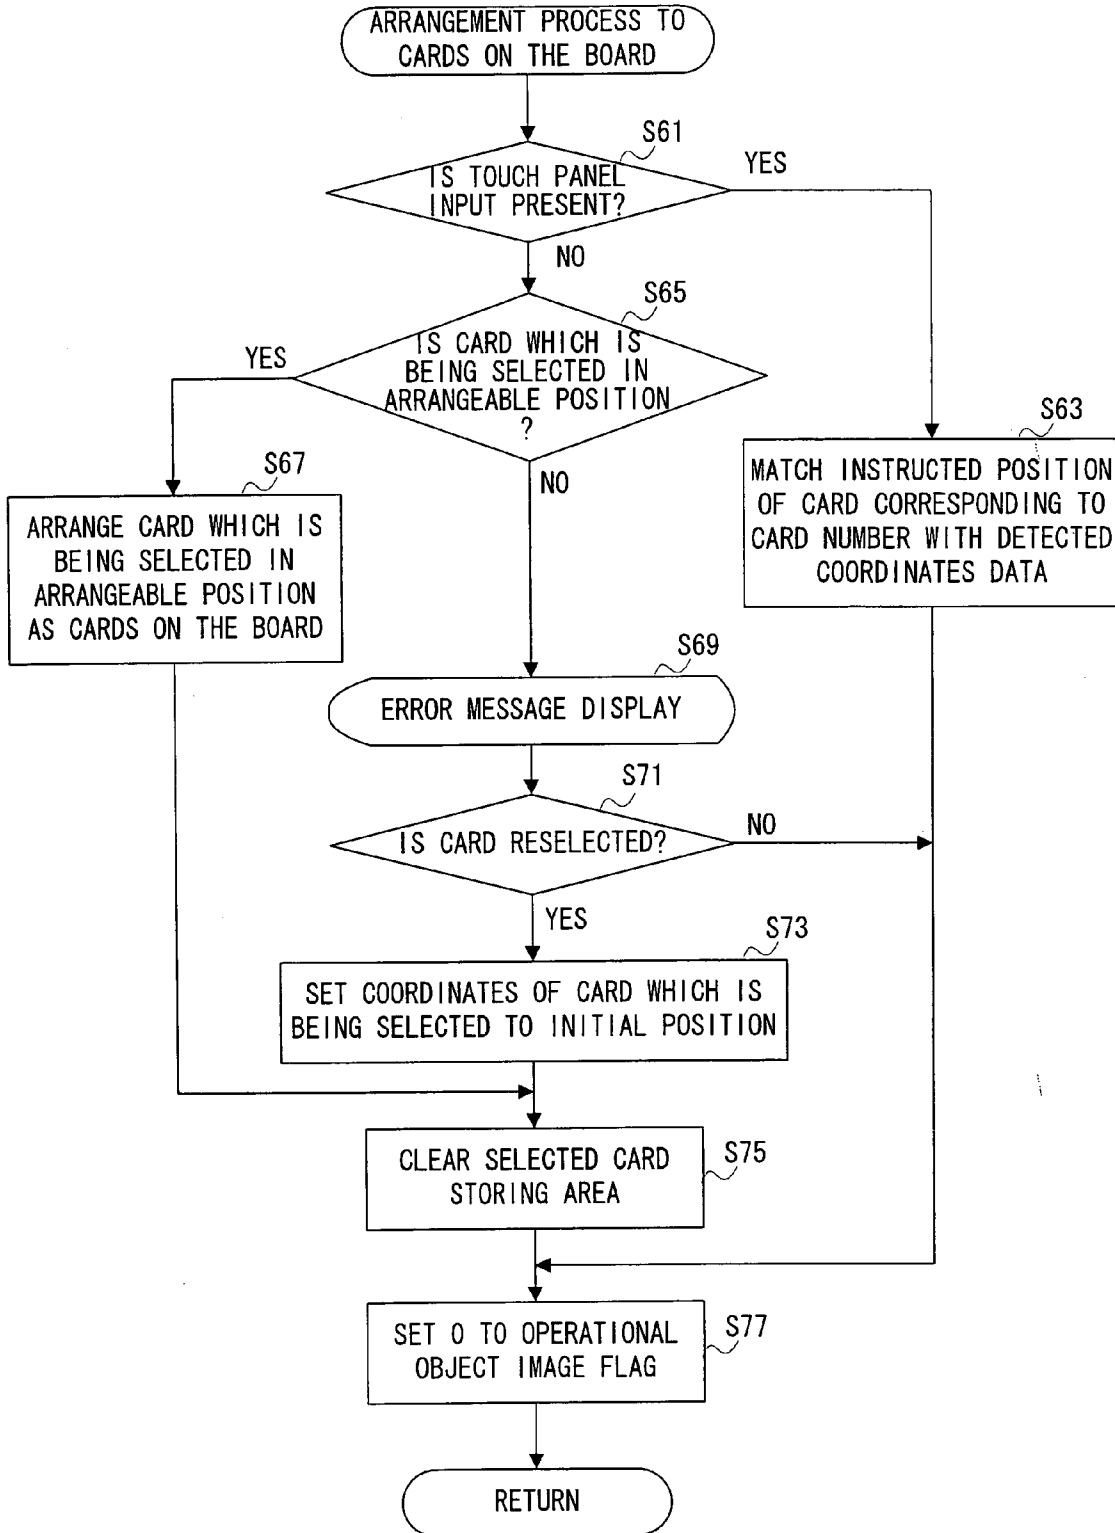 ARRANGEMENT PROCESS TO
CARDS ON THE BOARD
S61
IS TOUCH PANEL
INPUT PRESENT?
YES
NO
S65
IS CARD WHICH IS
BEING SELECTED IN
ARRANGEABLE POSITION
?
YES
NO
S63
MATCH INSTRUCTED POSITION
OF CARD CORRESPONDING TO
CARD NUMBER WITH DETECTED
COORDINATES DATA
S67
ARRANGE CARD WHICH IS
BEING SELECTED IN
ARRANGEABLE POSITION
AS CARDS ON THE BOARD
S69
ERROR MESSAGE DISPLAY
S71
IS CARD RESELECTED?
NO
YES
S73
SET COORDINATES OF CARD WHICH IS
BEING SELECTED TO INITIAL POSITION
CLEAR SELECTED CARD
STORING AREA
S75
SET 0 TO OPERATIONAL
OBJECT IMAGE FLAG
S77
RETURN